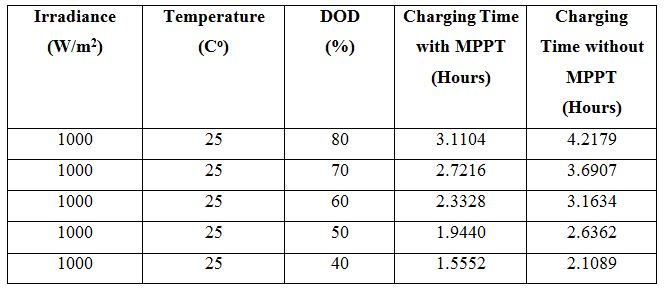 Irradiance (W/m²) Temperature (Cᵒ) DOD (%) Charging Time with MPPT (Hours) Charging Time without MPPT (Hours)
1000 25 80 3.1104 4.2179
1000 25 70 2.7216 3.6907
1000 25 60 2.3328 3.1634
1000 25 50 1.9440 2.6362
1000 25 40 1.5552 2.1089